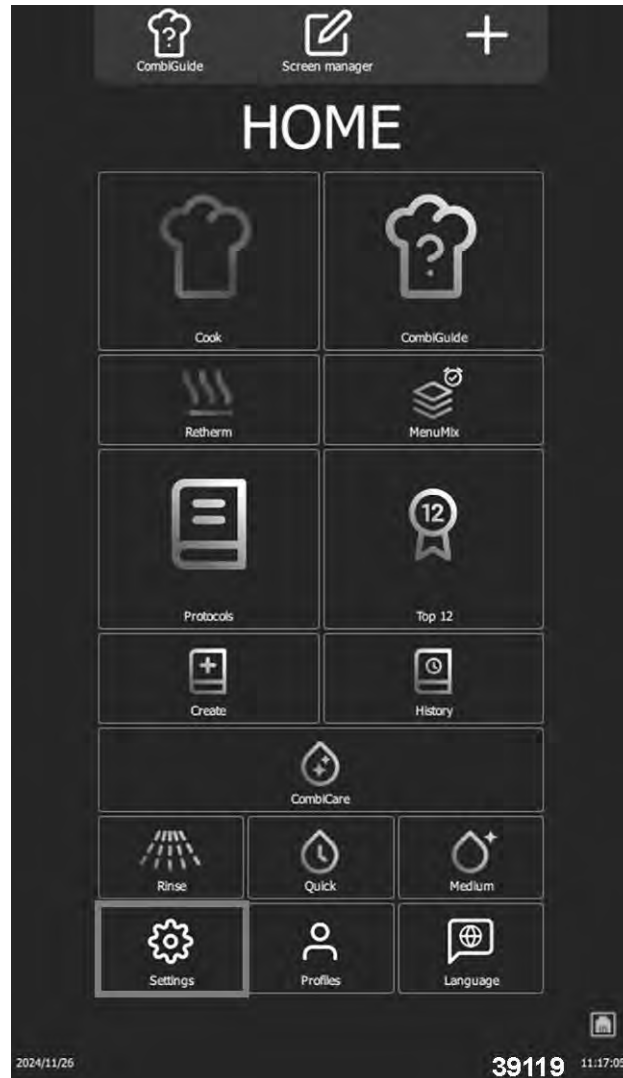 CombiGuide Screen manager
HOME
Cook CombiGuide
Retherm MenuMix
12
Protocols Top 12
Create History
CombiCare
Rinse Quick Medium
Settings Profiles Language
2024/11/26 39119 11:17:05